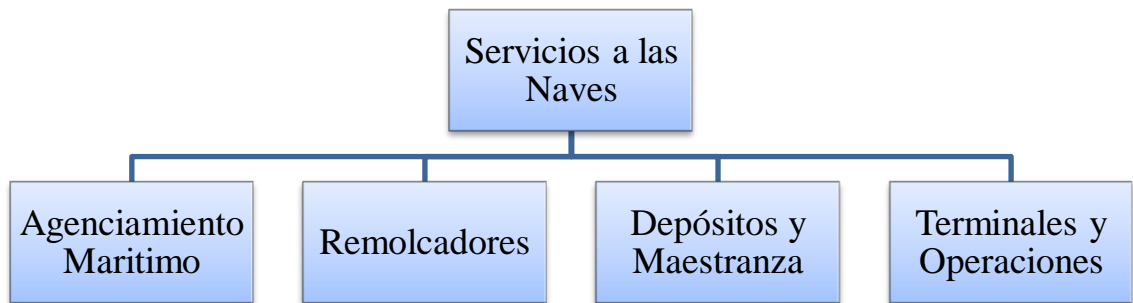 Servicios a las
Naves
Agenciamiento
Maritimo
Remolcadores
Depósitos y
Maestranza
Terminales y
Operaciones